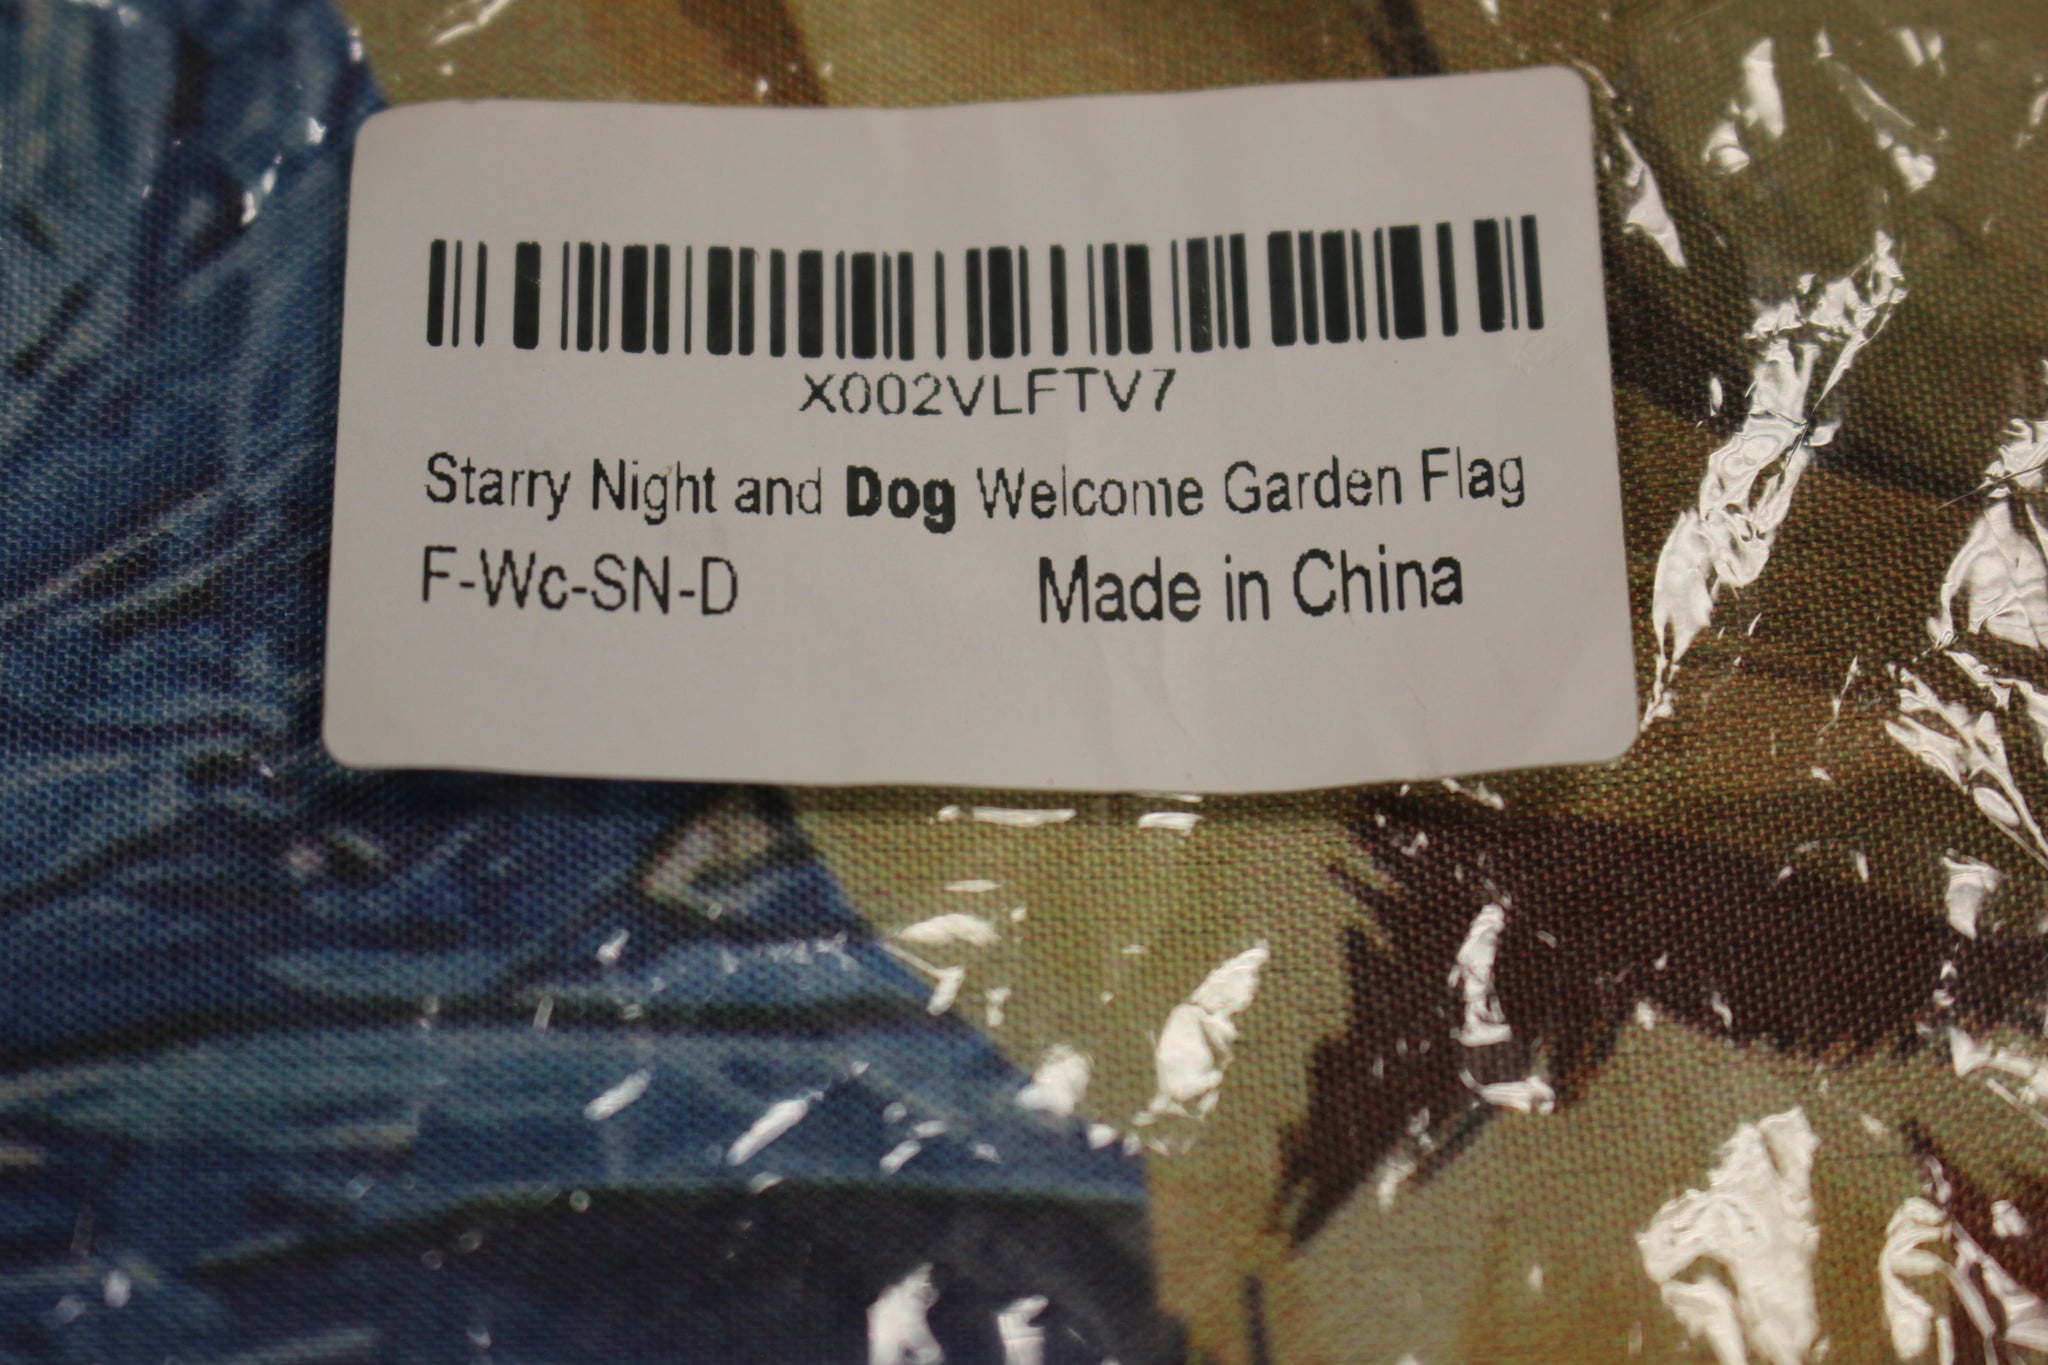 X002VLFTV7
Starry Night and Dog Welcome Garden Flag
F-Wc-SN-D Made in China